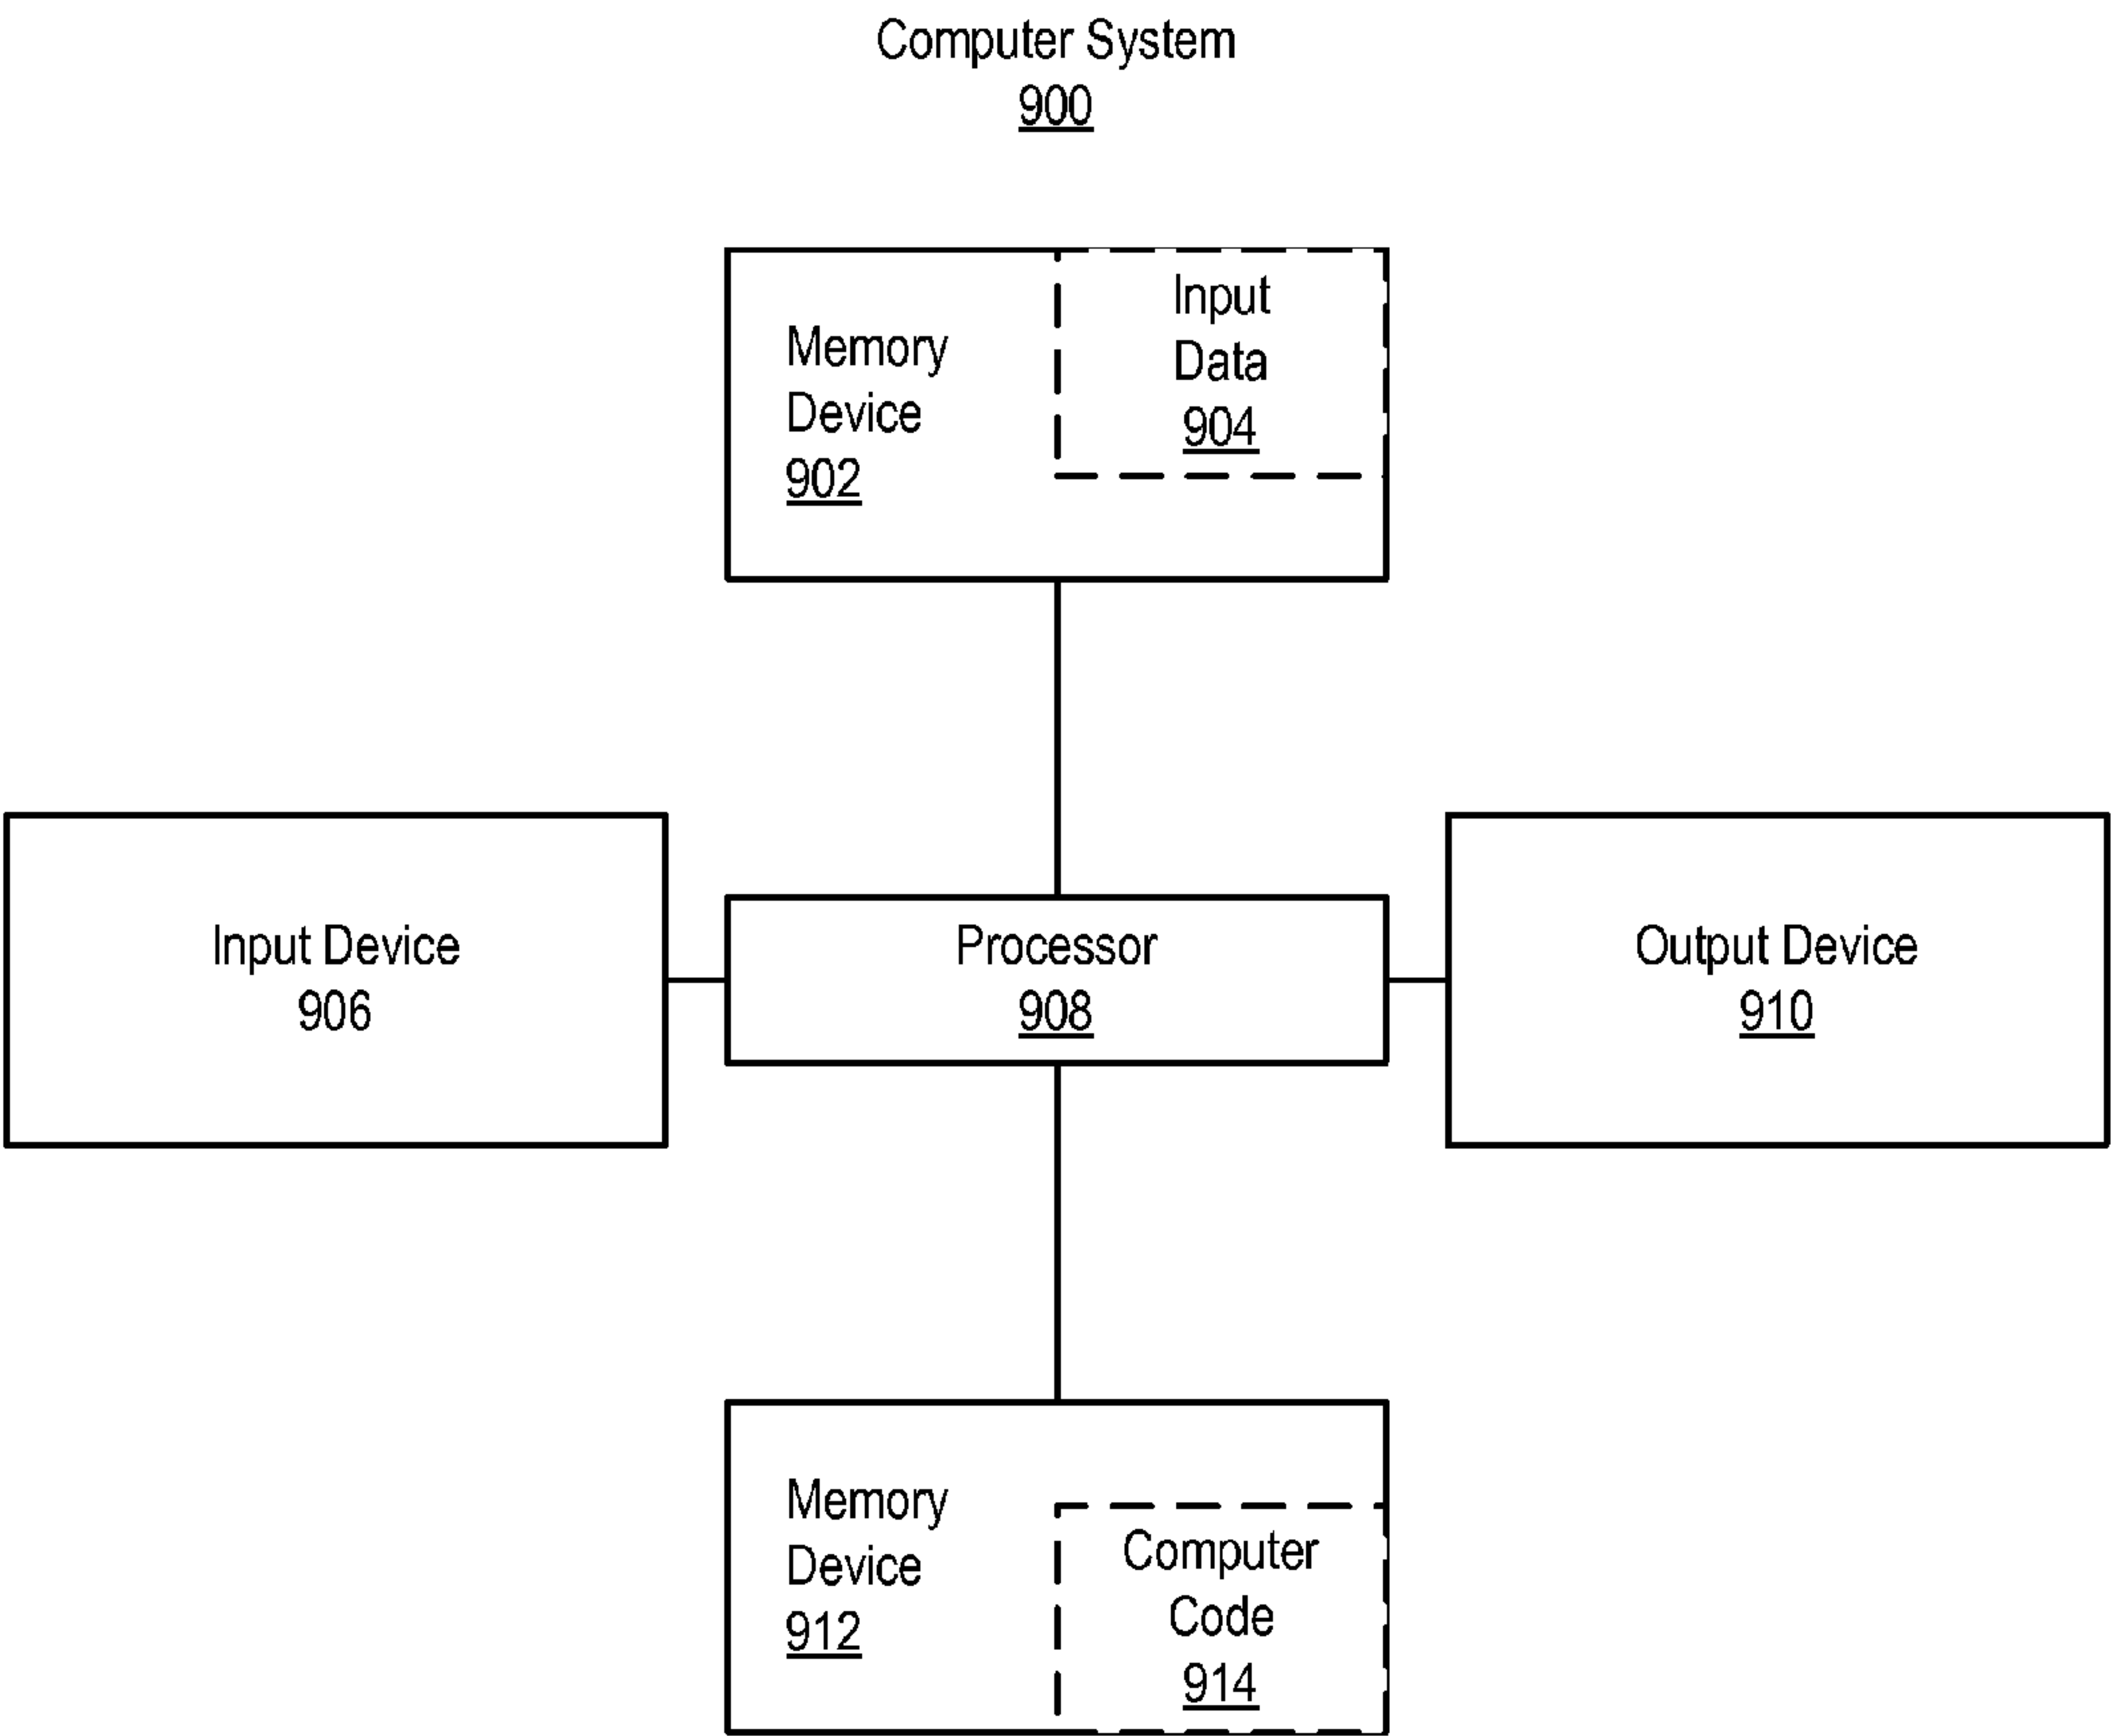 Computer System
900
Input
Data
904
Memory
Device
902
Input Device
906
Processor
908
Output Device
910
Memory
Device
912
Computer
Code
914